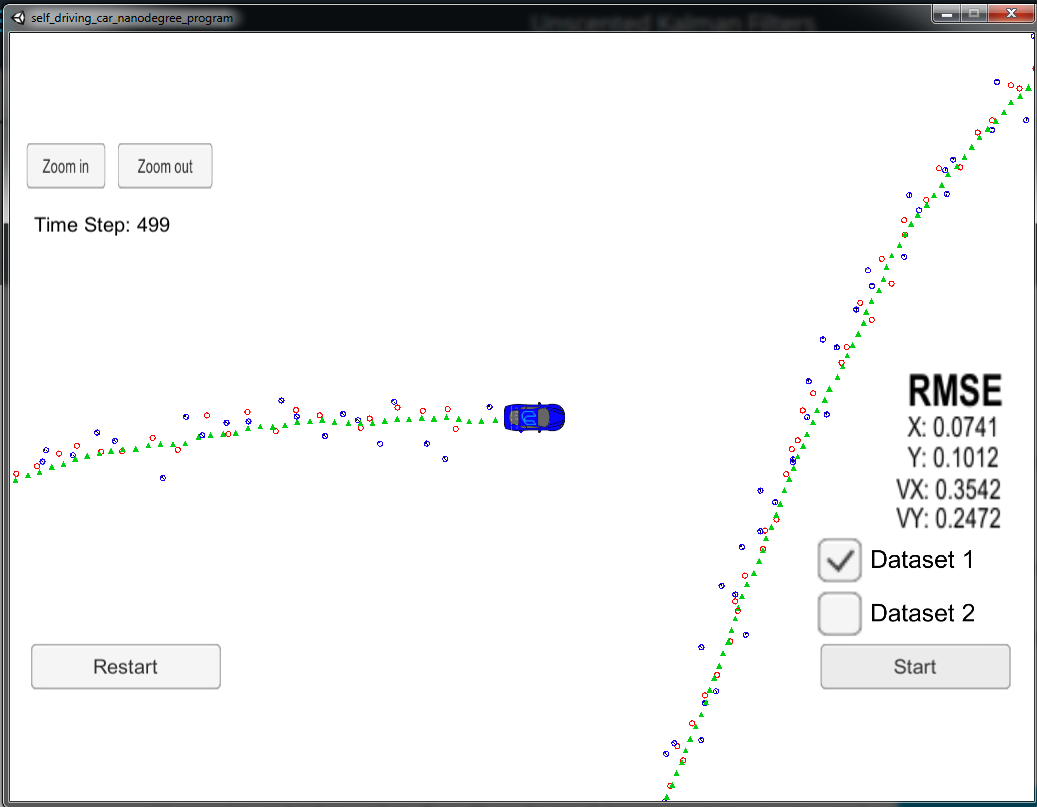 self_driving_car_nanodegree_program
Unscented Kalman Filters
Zoom in
Zoom out
Time Step: 499
RMSE
X: 0.0741
Y: 0.1012
VX: 0.3542
VY: 0.2472
Dataset 1
Dataset 2
Restart
Start